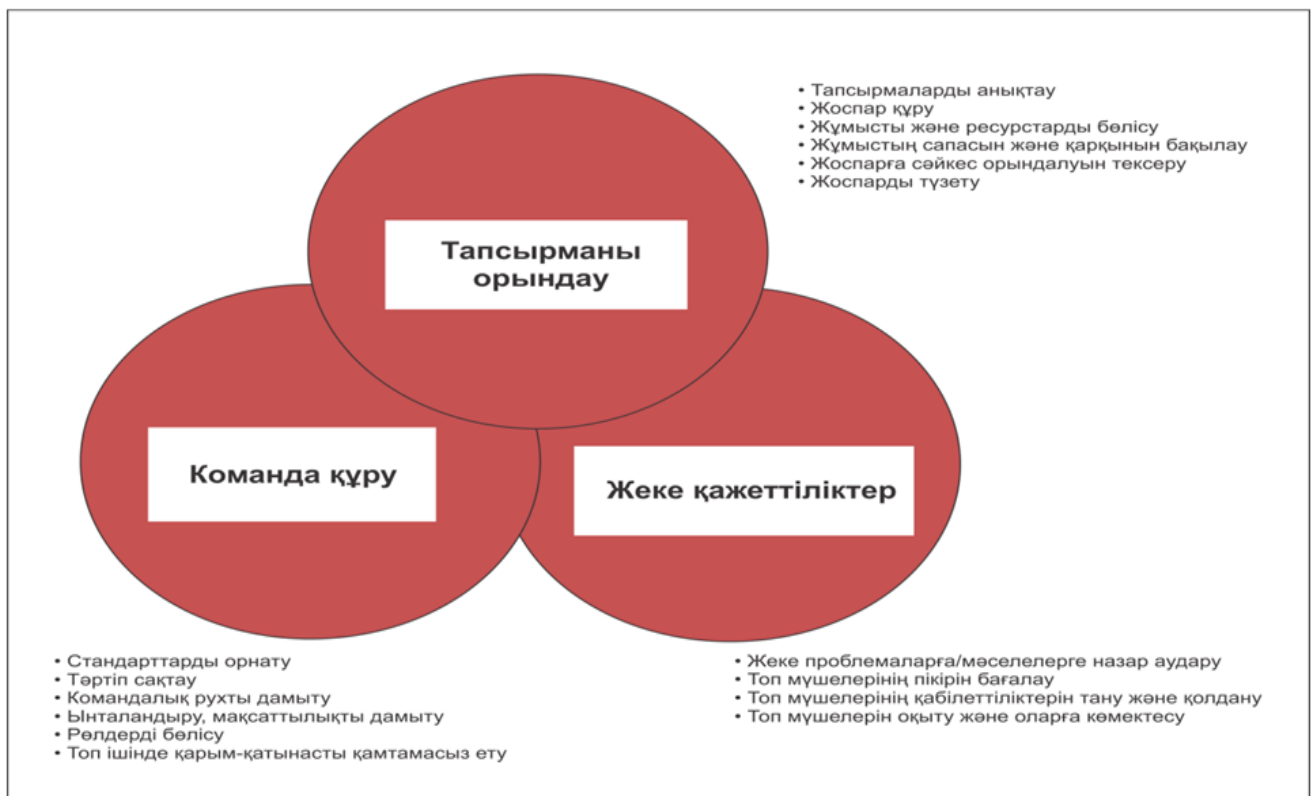 • Тапсырмаларды анықтау
• Жоспар құру
• Жұмысты және ресурстарды бөлісу
• Жұмыстың сапасын және қарқынын бақылау
• Жоспарға сәйкес орындалуын тексеру
• Жоспарды түзету
Тапсырманы
орындау
Команда құру
Жеке қажеттіліктер
• Стандарттарды орнату
• Тәртіп сақтау
• Командалық рухты дамыту
• Ынталандыру, мақсаттылықты дамыту
• Рөлдерді бөлісу
• Топ ішінде қарым-қатынасты қамтамасыз ету
• Жеке проблемаларға/мәселелерге назар аудару
• Топ мүшелерінің пікірін бағалау
• Топ мүшелерінің қабілеттіліктерін тану және қолдану
• Топ мүшелерін оқыту және оларға көмектесу